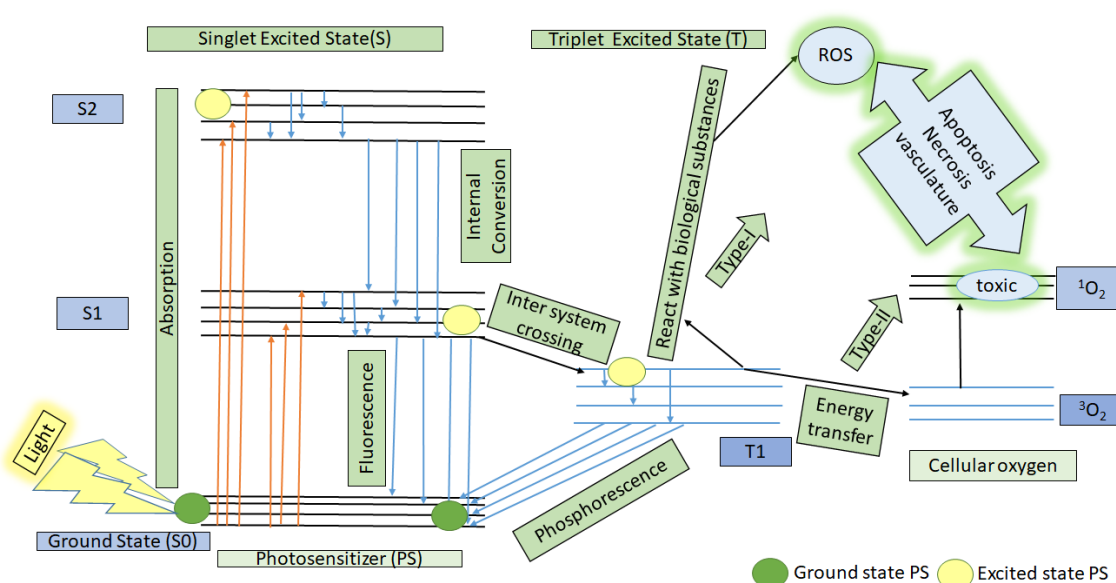 Singlet Excited State(S)
Triplet Excited State (T)
ROS
S2
Absorption
Internal
Conversion
React with biological substances
Type-I
Apoptosis
Necrosis
vasculature
S1
Inter system
crossing
Type-II
toxic
¹O₂
Fluorescence
Light
Energy
transfer
³O₂
T1
Cellular oxygen
Phosphorescence
Ground State (S0)
Photosensitizer (PS)
Ground state PS
Excited state PS